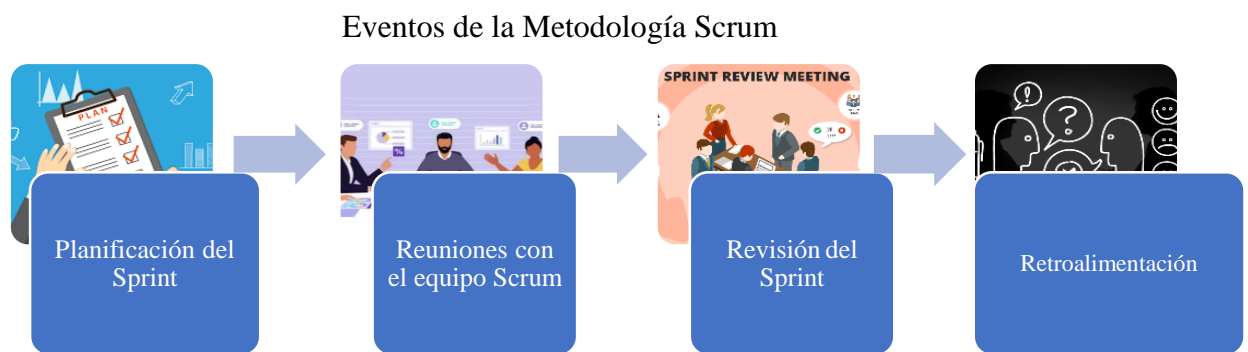 Eventos de la Metodología Scrum
PLAN
SPRINT REVIEW MEETING
Planificación del
Sprint
Reuniones con
el equipo Scrum
Revisión del
Sprint
Retroalimentación